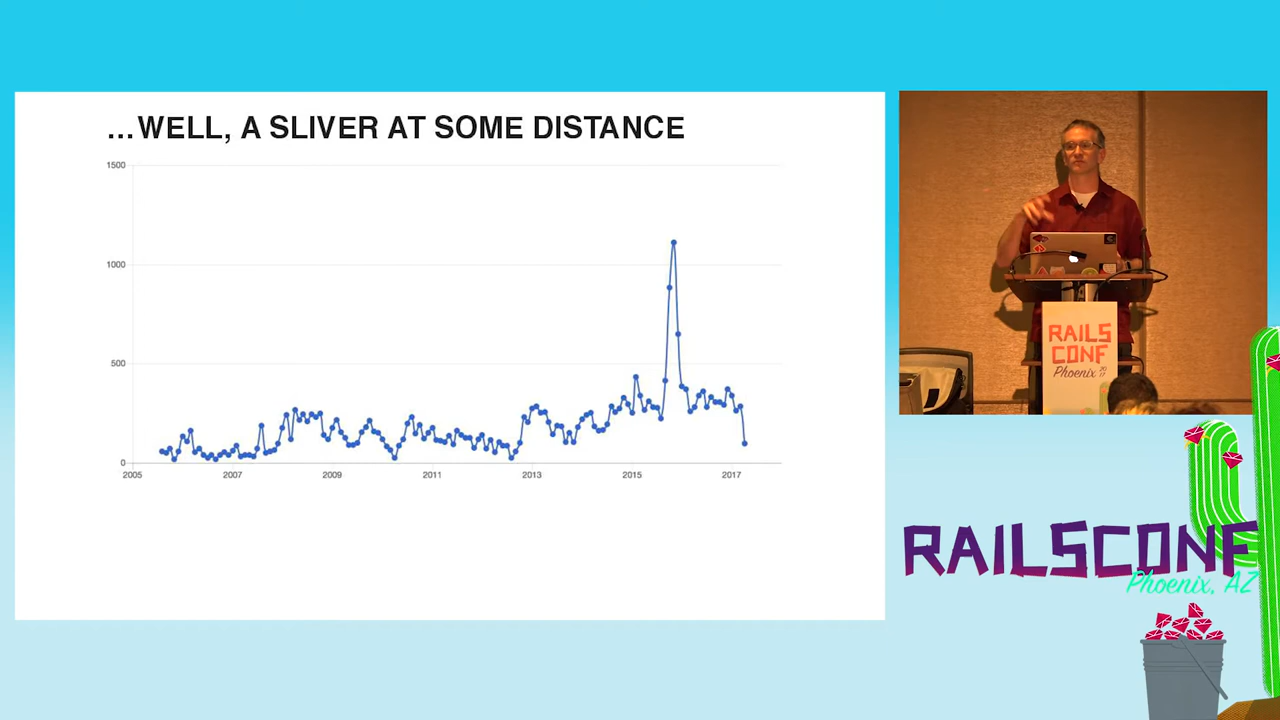 ...WELL, A SLIVER AT SOME DISTANCE
1500
1000
500
0
2005 2007 2009 2011 2013 2015 2017
RAILS
CONF
Phoenix 2017
RAILSCONF
Phoenix, AZ